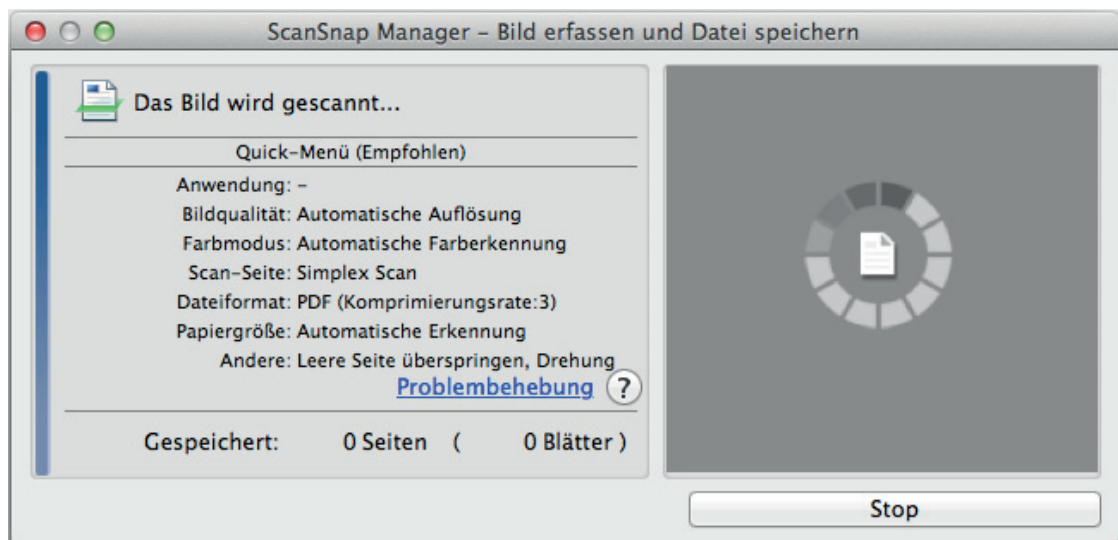 ScanSnap Manager – Bild erfassen und Datei speichern
Das Bild wird gescannt...
Quick-Menü (Empfohlen)
Anwendung: –
Bildqualität: Automatische Auflösung
Farbmodus: Automatische Farberkennung
Scan-Seite: Simplex Scan
Dateiformat: PDF (Komprimierungsrate:3)
Papiergröße: Automatische Erkennung
Andere: Leere Seite überspringen, Drehung
Problembehebung ?
Gespeichert: 0 Seiten ( 0 Blätter )
Stop